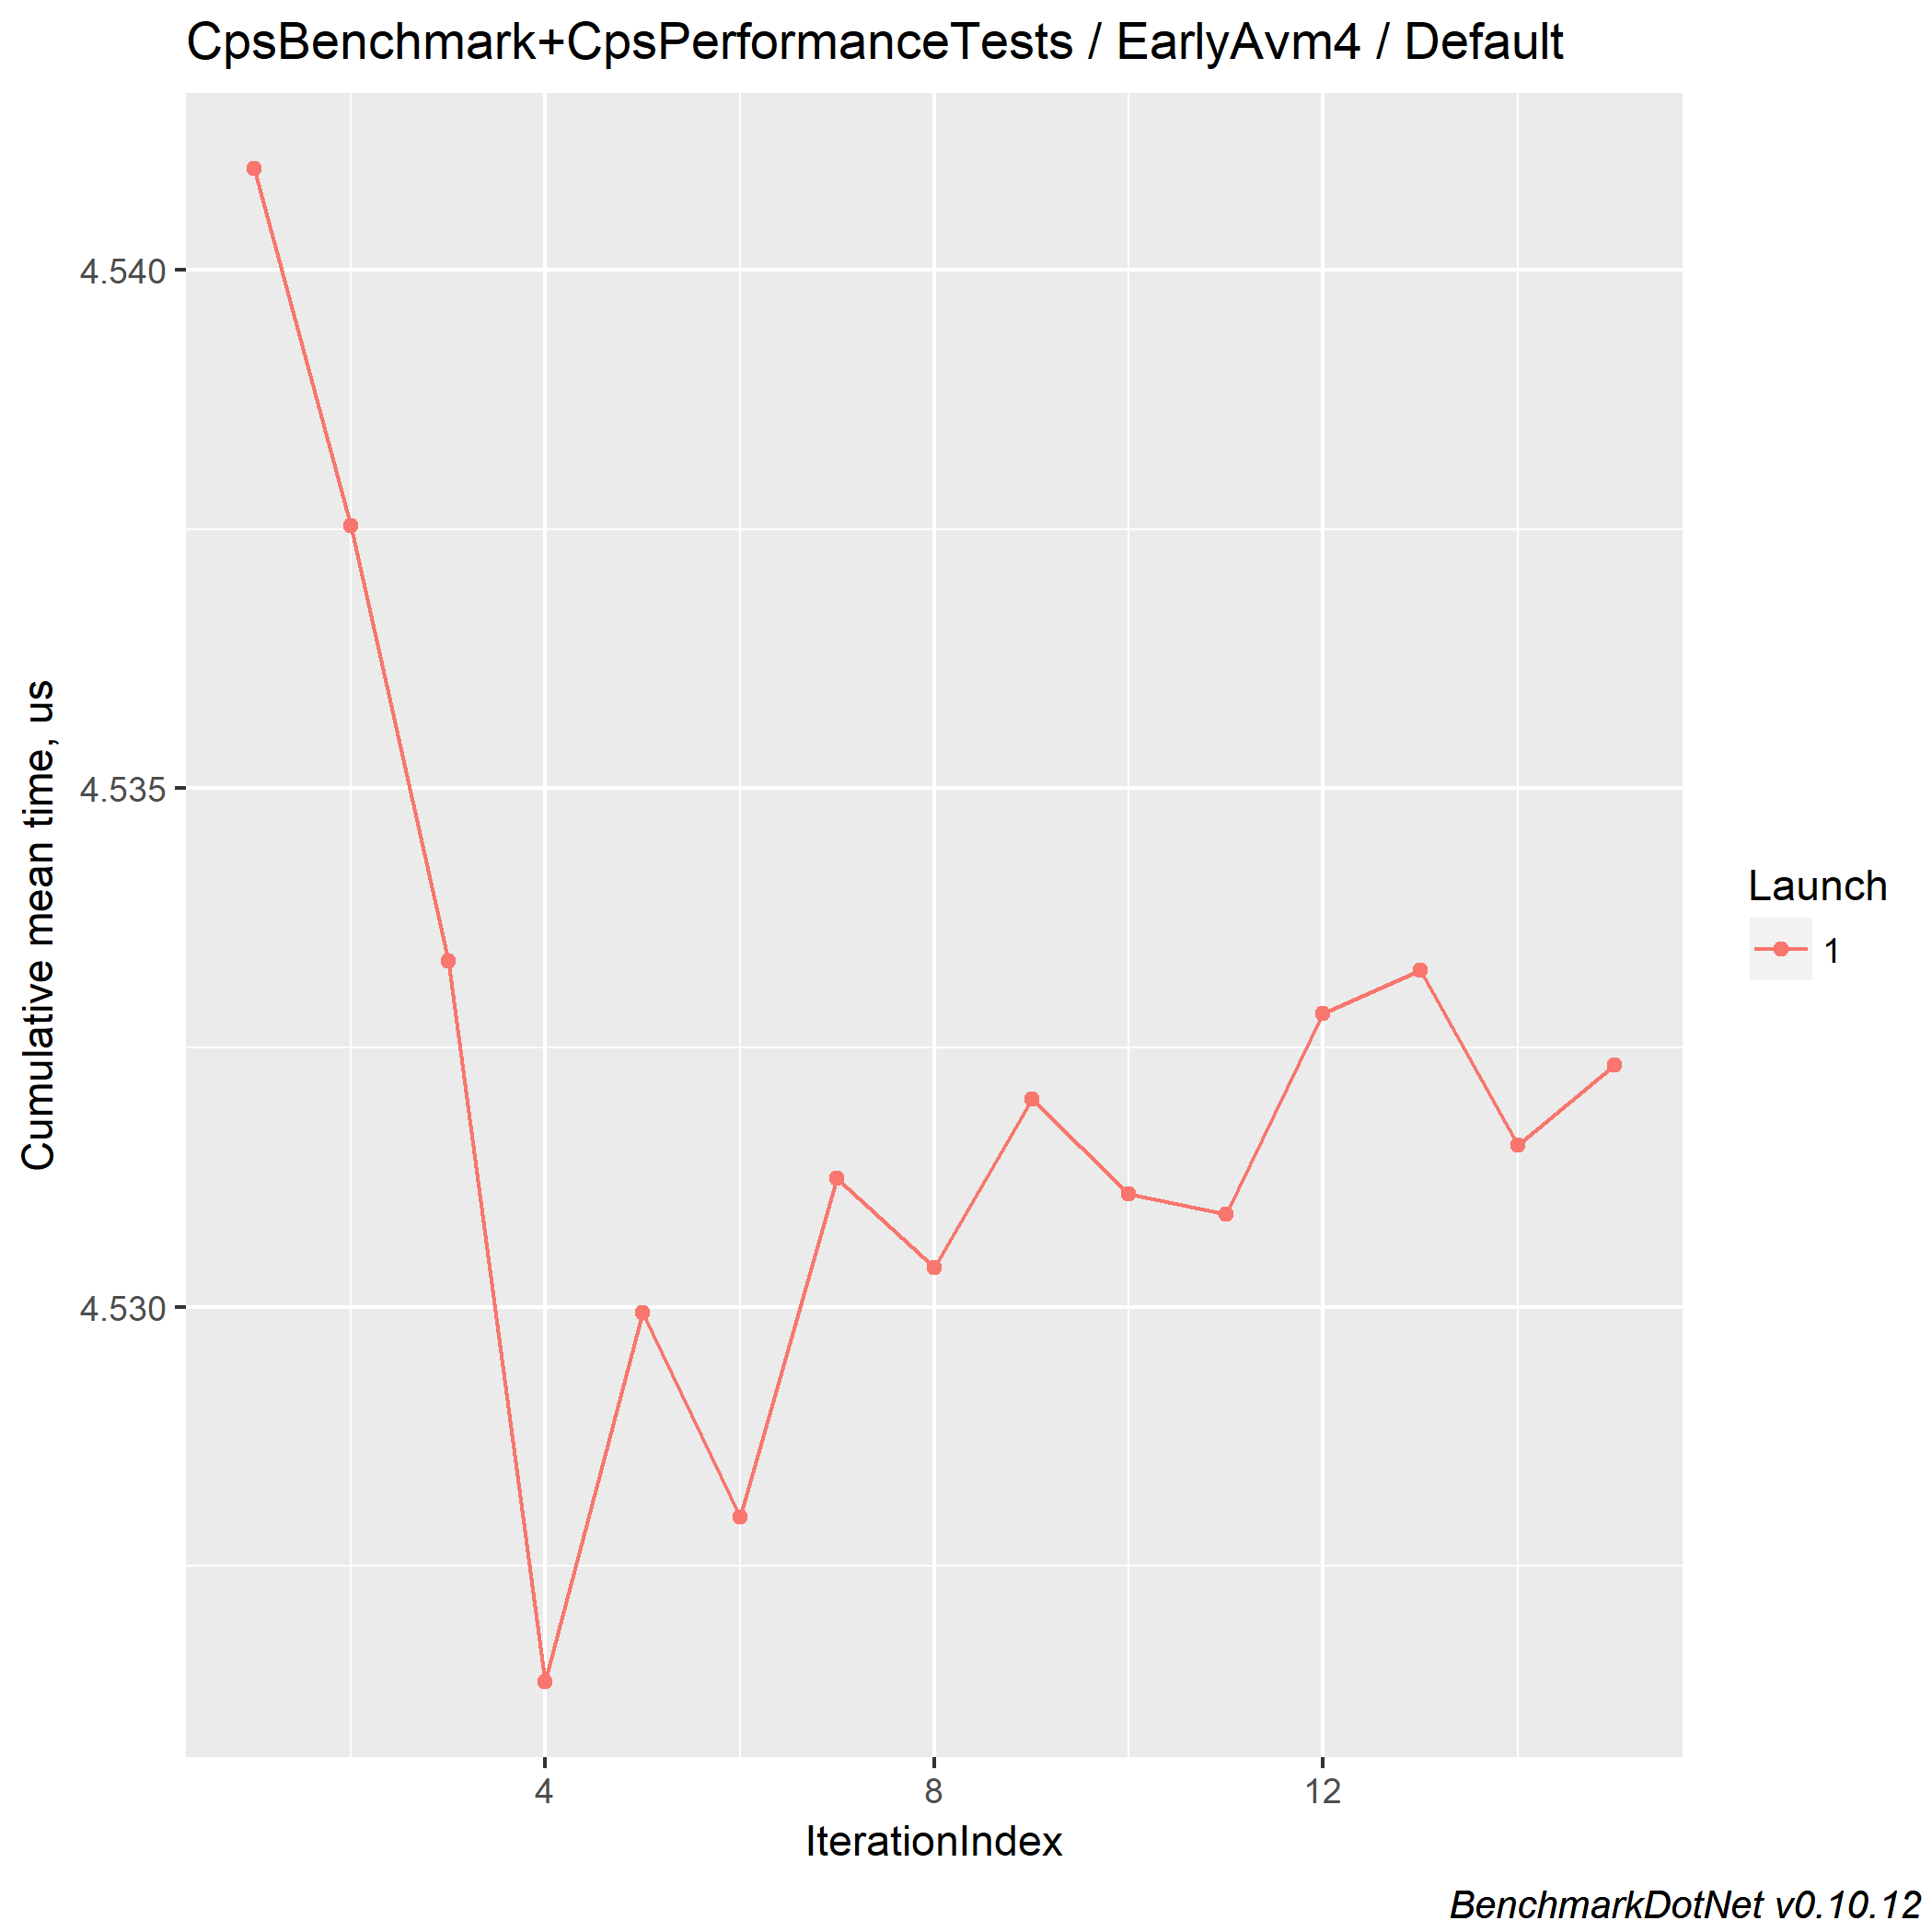 CpsBenchmark+CpsPerformanceTests / EarlyAvm4 / Default
Cumulative mean time, us
4.540
4.535
4.530
4
8
12
IterationIndex
Launch
1
BenchmarkDotNet v0.10.12